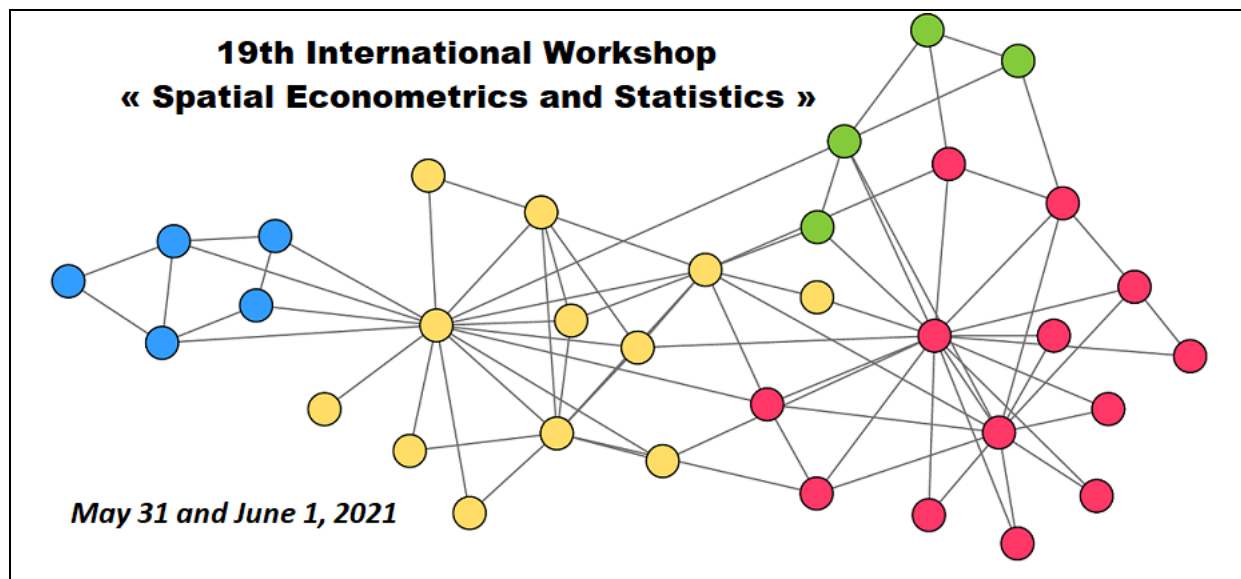 19th International Workshop
« Spatial Econometrics and Statistics »
May 31 and June 1, 2021